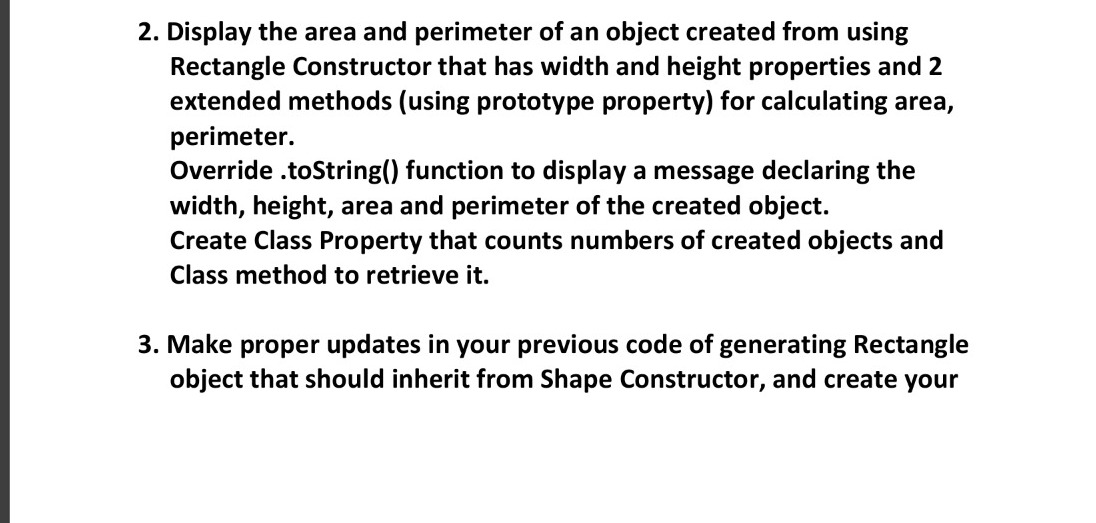 2. Display the area and perimeter of an object created from using
Rectangle Constructor that has width and height properties and 2
extended methods (using prototype property) for calculating area,
perimeter.
Override .toString() function to display a message declaring the
width, height, area and perimeter of the created object.
Create Class Property that counts numbers of created objects and
Class method to retrieve it.
3. Make proper updates in your previous code of generating Rectangle
object that should inherit from Shape Constructor, and create your